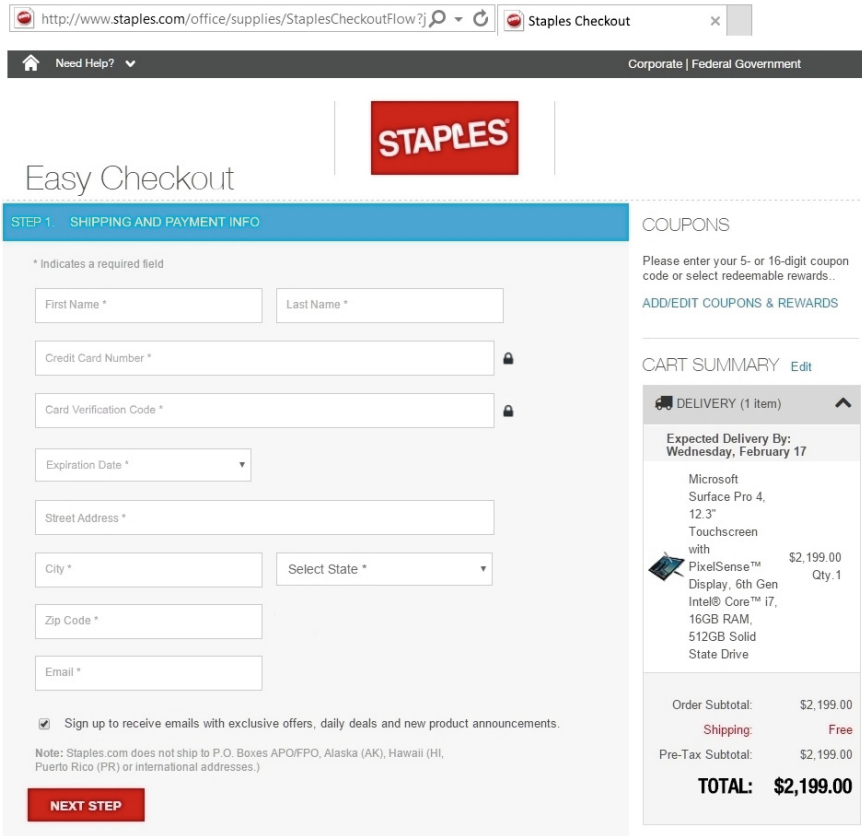 http://www.staples.com/office/supplies/StaplesCheckoutFlow?j
Staples Checkout
Need Help?
Corporate | Federal Government
STAPLES
Easy Checkout
STEP 1. SHIPPING AND PAYMENT INFO
* Indicates a required field
First Name *
Last Name *
Credit Card Number *
Card Verification Code *
Expiration Date *
Street Address *
City *
Select State *
Zip Code *
Email *
Sign up to receive emails with exclusive offers, daily deals and new product announcements.
Note: Staples.com does not ship to P.O. Boxes APO/FPO, Alaska (AK), Hawaii (HI,
Puerto Rico (PR) or international addresses.)
NEXT STEP
COUPONS
Please enter your 5- or 16-digit coupon
code or select redeemable rewards..
ADD/EDIT COUPONS & REWARDS
CART SUMMARY Edit
DELIVERY (1 item)
Expected Delivery By:
Wednesday, February 17
Microsoft
Surface Pro 4,
12.3"
Touchscreen
with
PixelSense™
Display, 6th Gen
Intel® Core™ i7,
16GB RAM,
512GB Solid
State Drive
$2,199.00
Qty.1
Order Subtotal: $2,199.00
Shipping: Free
Pre-Tax Subtotal: $2,199.00
TOTAL: $2,199.00